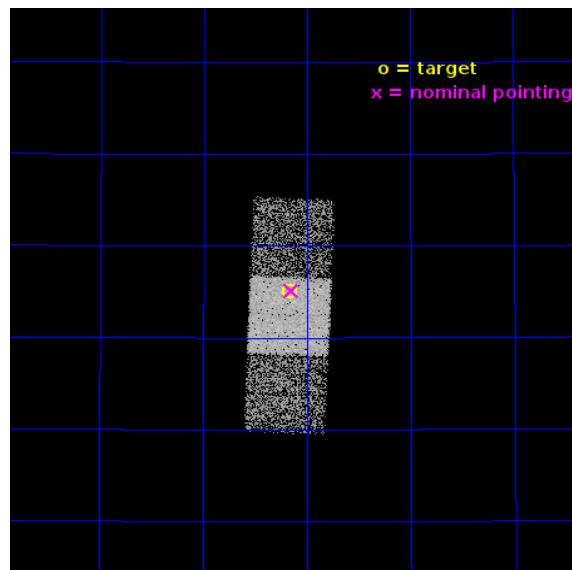 o = target
x = nominal pointing